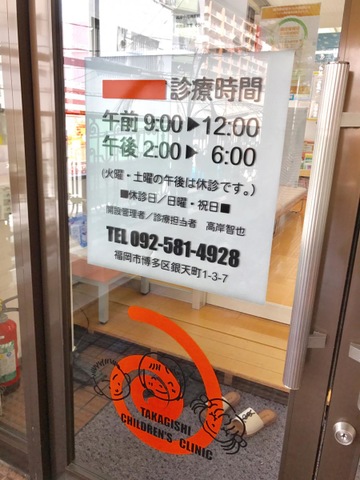 診療時間
午前 9:00▶12:00
午後 2:00▶ 6:00
(火曜・土曜の午後は休診です。)
■休診日/日曜・祝日■
開設管理者/診療担当者 高岸智也
TEL 092-581-4928
福岡市博多区銀天町1-3-7
TAKAGISHI
CHILDREN'S CLINIC